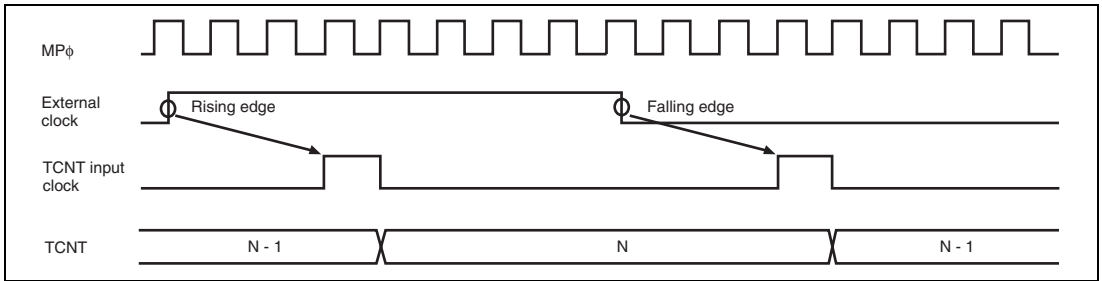 MPϕ
External clock
Rising edge
Falling edge
TCNT input clock
TCNT
N - 1
N
N - 1